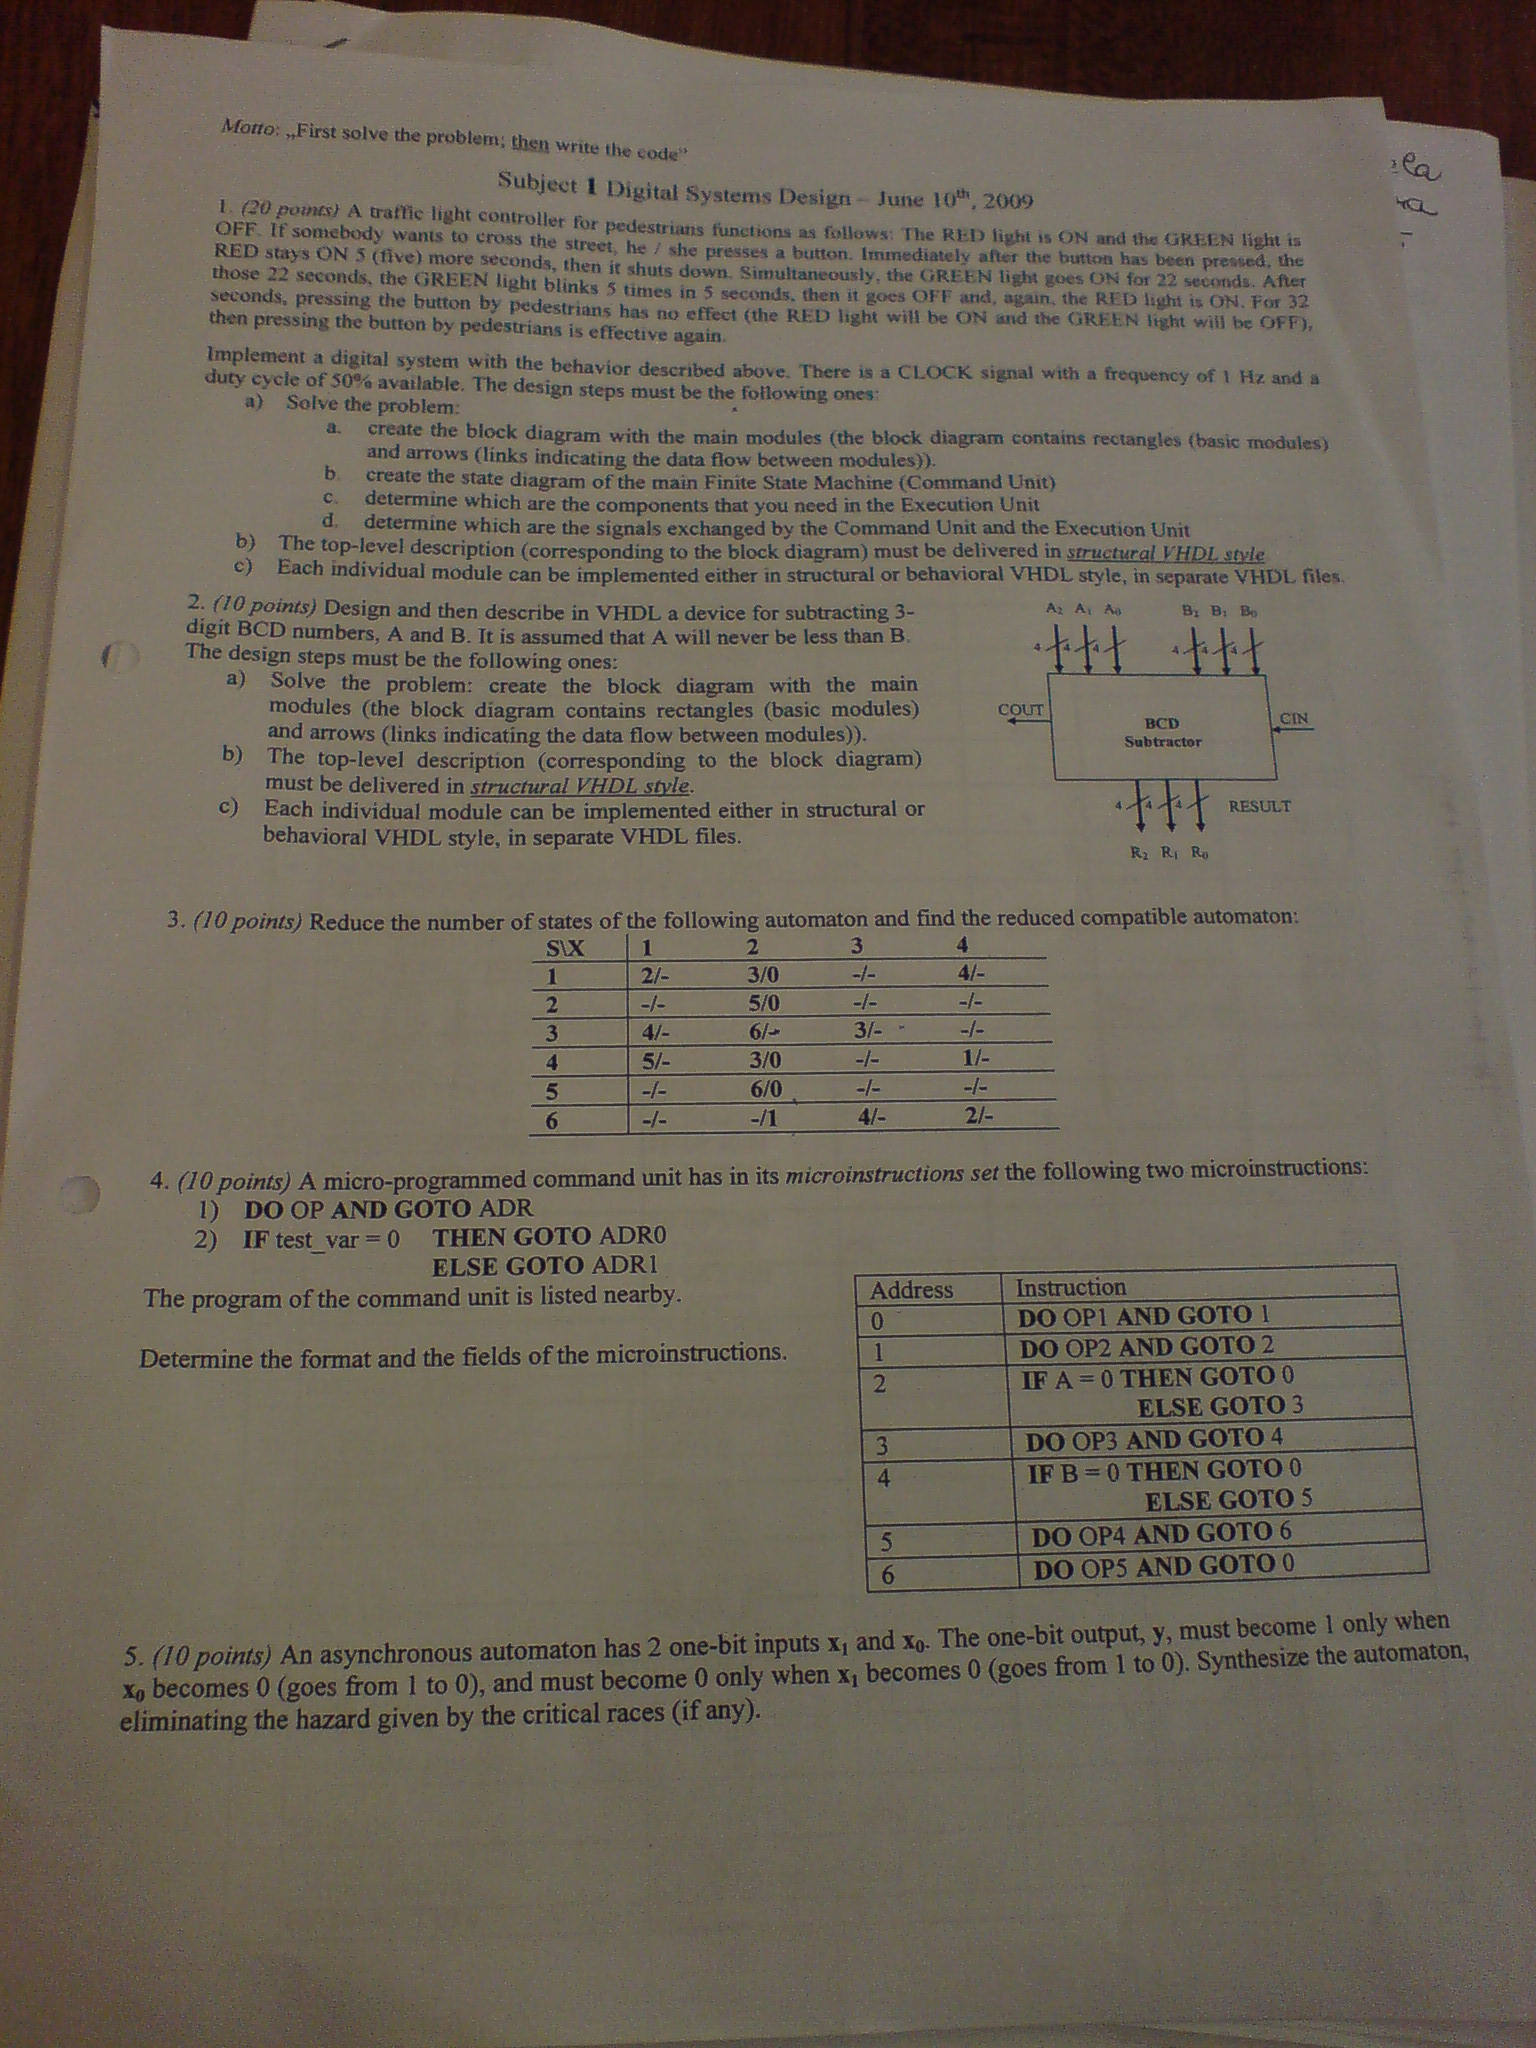 Motto: „First solve the problem; then write the code”
Subject 1 Digital Systems Design – June 10th, 2009
1. (20 points) A traffic light controller for pedestrians functions as follows: The RED light is ON and the GREEN light is
OFF. If somebody wants to cross the street, he / she presses a button. Immediately after the button has been pressed, the
RED stays ON 5 (five) more seconds, then it shuts down. Simultaneously, the GREEN light goes ON for 22 seconds. After
those 22 seconds, the GREEN light blinks 5 times in 5 seconds, then it goes OFF and, again, the RED light is ON. For 32
seconds, pressing the button by pedestrians has no effect (the RED light will be ON and the GREEN light will be OFF),
then pressing the button by pedestrians is effective again.
Implement a digital system with the behavior described above. There is a CLOCK signal with a frequency of 1 Hz and a
duty cycle of 50% available. The design steps must be the following ones:
a) Solve the problem:
a. create the block diagram with the main modules (the block diagram contains rectangles (basic modules)
and arrows (links indicating the data flow between modules)).
b. create the state diagram of the main Finite State Machine (Command Unit)
c. determine which are the components that you need in the Execution Unit
d. determine which are the signals exchanged by the Command Unit and the Execution Unit
b) The top-level description (corresponding to the block diagram) must be delivered in structural VHDL style
c) Each individual module can be implemented either in structural or behavioral VHDL style, in separate VHDL files.
2. (10 points) Design and then describe in VHDL a device for subtracting 3-
digit BCD numbers, A and B. It is assumed that A will never be less than B.
The design steps must be the following ones:
a) Solve the problem: create the block diagram with the main
modules (the block diagram contains rectangles (basic modules)
and arrows (links indicating the data flow between modules)).
b) The top-level description (corresponding to the block diagram)
must be delivered in structural VHDL style.
c) Each individual module can be implemented either in structural or
behavioral VHDL style, in separate VHDL files.
A2 A1 A0 B2 B1 B0
4 4 4 4 4 4
COUT BCD CIN
Subtractor
4 4 4 RESULT
R2 R1 R0
3. (10 points) Reduce the number of states of the following automaton and find the reduced compatible automaton:
S\X 1 2 3 4
1 2/- 3/0 -/- 4/-
2 -/- 5/0 -/- -/-
3 4/- 6/- 3/- -/-
4 5/- 3/0 -/- 1/-
5 -/- 6/0 -/- -/-
6 -/- -/1 4/- 2/-
4. (10 points) A micro-programmed command unit has in its microinstructions set the following two microinstructions:
1) DO OP AND GOTO ADR
2) IF test_var = 0 THEN GOTO ADR0
ELSE GOTO ADR1
The program of the command unit is listed nearby.
Determine the format and the fields of the microinstructions.
Address Instruction
0 DO OP1 AND GOTO 1
1 DO OP2 AND GOTO 2
2 IF A = 0 THEN GOTO 0
ELSE GOTO 3
3 DO OP3 AND GOTO 4
4 IF B = 0 THEN GOTO 0
ELSE GOTO 5
5 DO OP4 AND GOTO 6
6 DO OP5 AND GOTO 0
5. (10 points) An asynchronous automaton has 2 one-bit inputs x1 and x0. The one-bit output, y, must become 1 only when
x0 becomes 0 (goes from 1 to 0), and must become 0 only when x1 becomes 0 (goes from 1 to 0). Synthesize the automaton,
eliminating the hazard given by the critical races (if any).